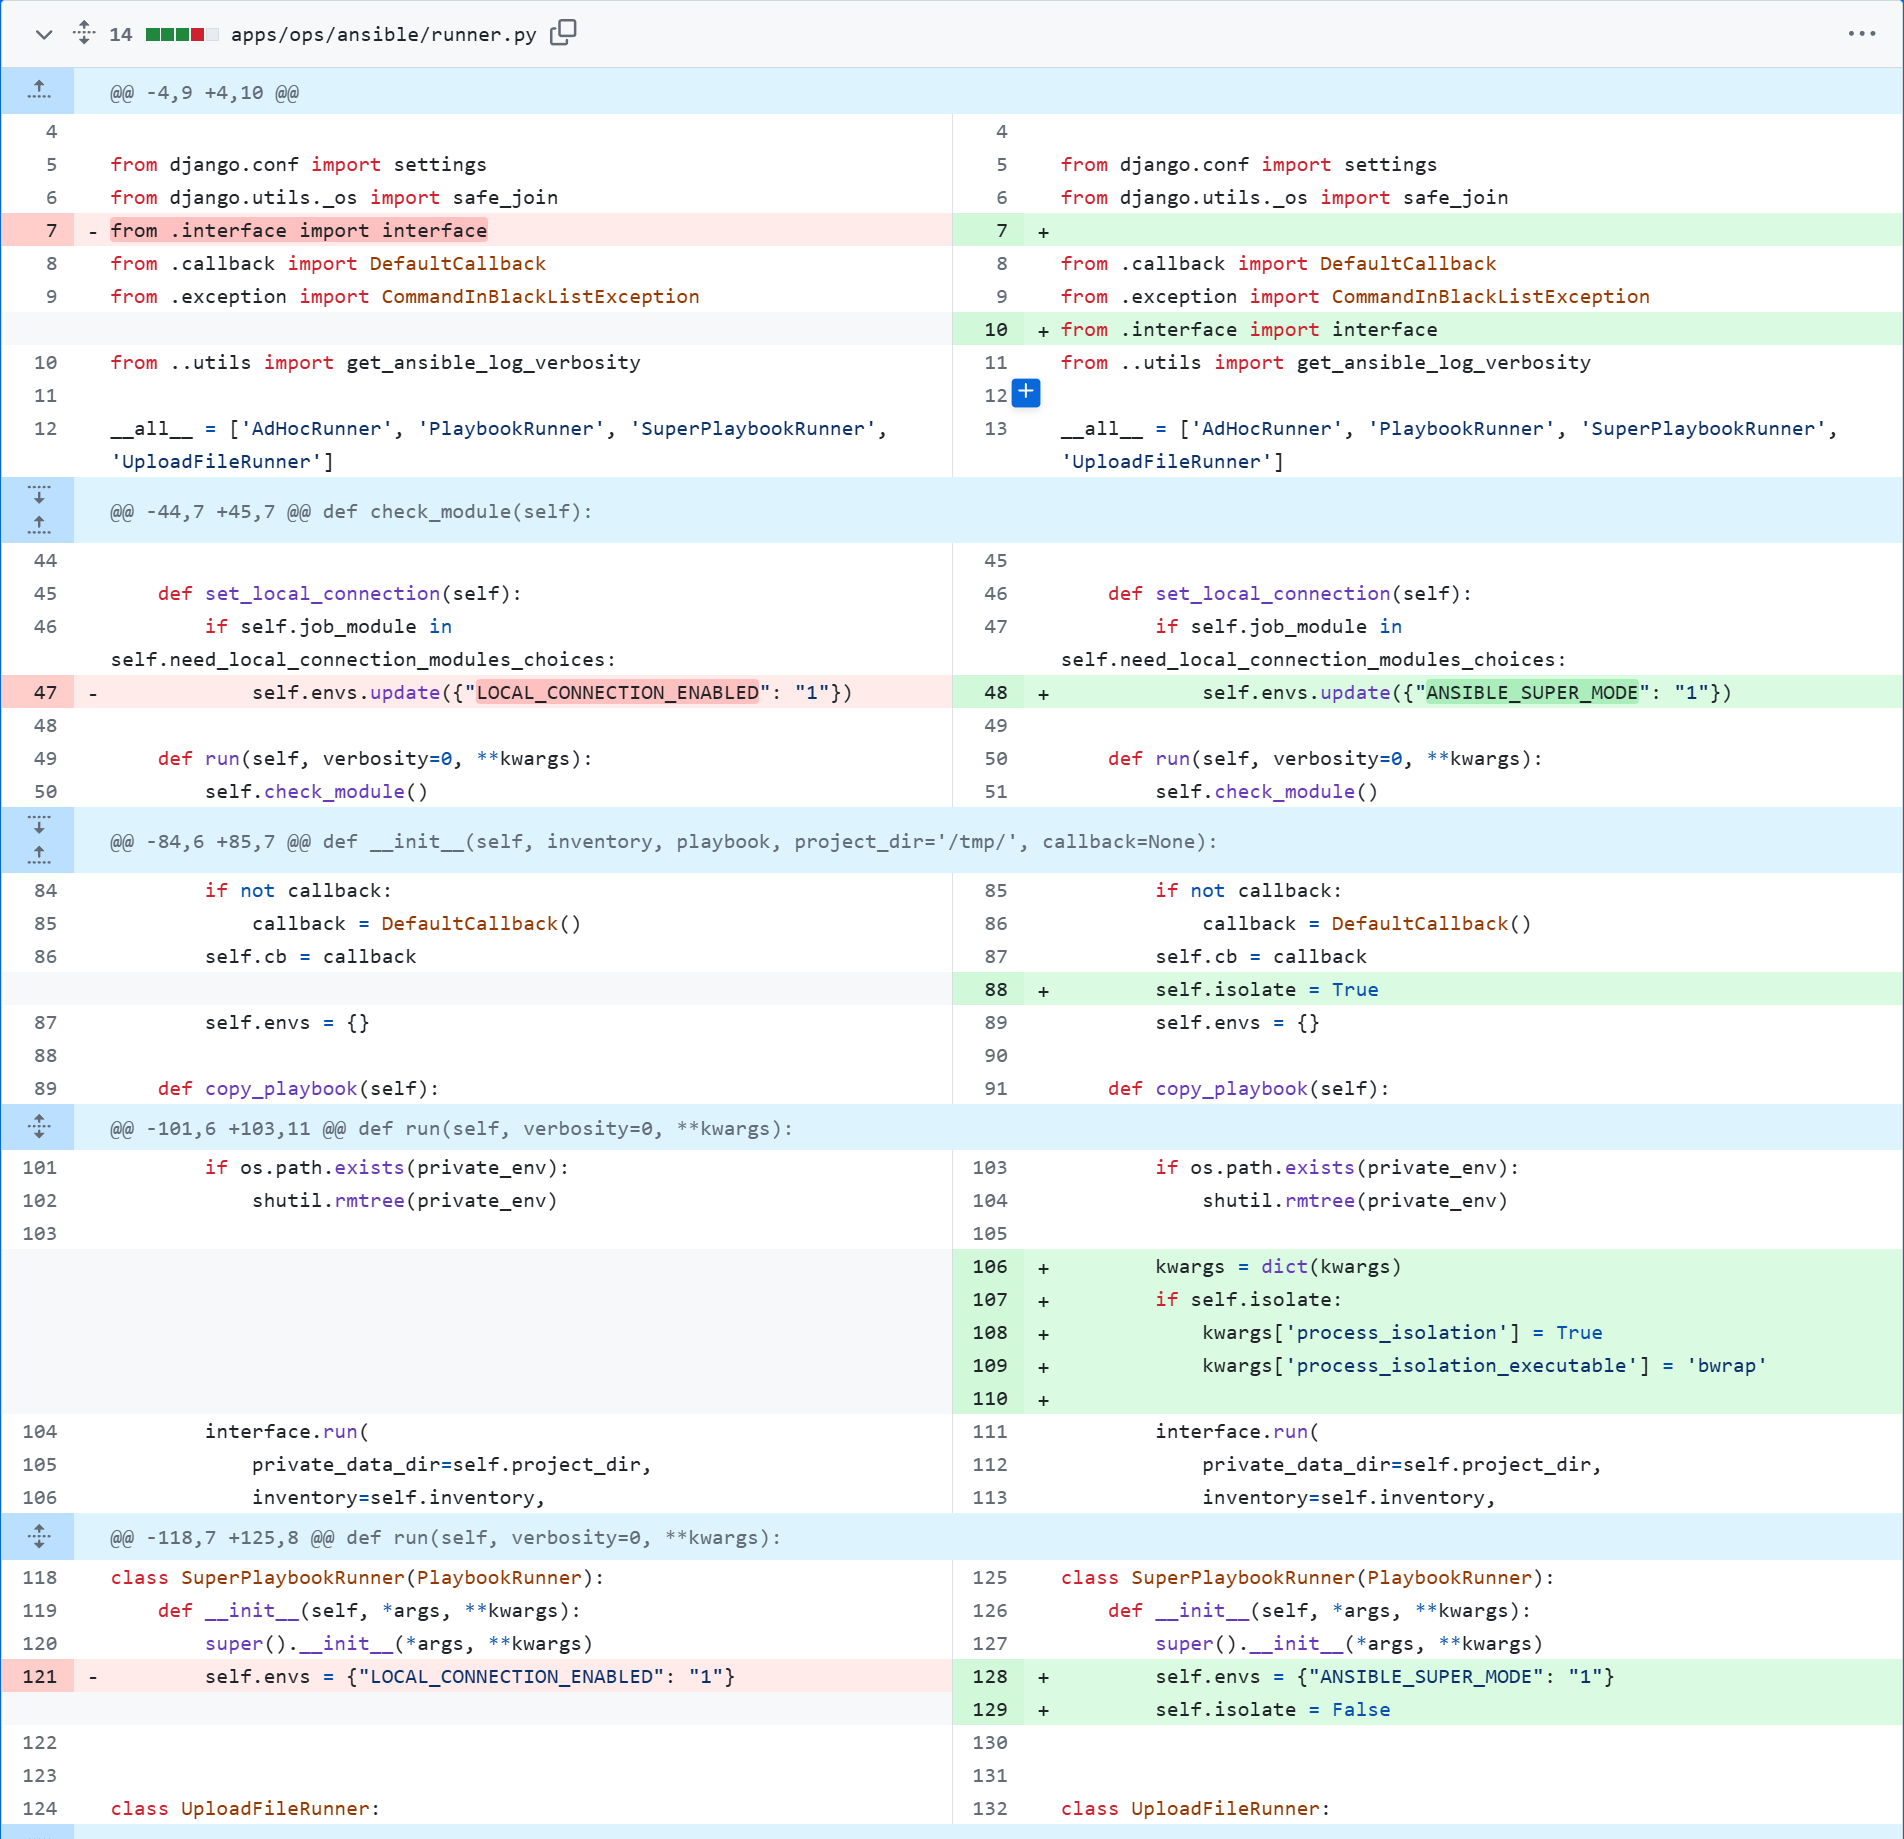 14 apps/ops/ansible/runner.py
@@ -4,9 +4,10 @@
4 4
5 from django.conf import settings 5 from django.conf import settings
6 from django.utils._os import safe_join 6 from django.utils._os import safe_join
7 - from .interface import interface 7 +
8 from .callback import DefaultCallback 8 from .callback import DefaultCallback
9 from .exception import CommandInBlackListException 9 from .exception import CommandInBlackListException
10 + from .interface import interface
10 from ..utils import get_ansible_log_verbosity 11 from ..utils import get_ansible_log_verbosity
11 12
12 __all__ = ['AdHocRunner', 'PlaybookRunner', 'SuperPlaybookRunner', 13 __all__ = ['AdHocRunner', 'PlaybookRunner', 'SuperPlaybookRunner',
'UploadFileRunner'] 'UploadFileRunner']
@@ -44,7 +45,7 @@ def check_module(self):
44 45
45 def set_local_connection(self): 46 def set_local_connection(self):
46 if self.job_module in 47 if self.job_module in
self.need_local_connection_modules_choices: self.need_local_connection_modules_choices:
47 - self.envs.update({"LOCAL_CONNECTION_ENABLED": "1"}) 48 + self.envs.update({"ANSIBLE_SUPER_MODE": "1"})
48 49
49 def run(self, verbosity=0, **kwargs): 50 def run(self, verbosity=0, **kwargs):
50 self.check_module() 51 self.check_module()
@@ -84,6 +85,7 @@ def __init__(self, inventory, playbook, project_dir='/tmp/', callback=None):
84 if not callback: 85 if not callback:
85 callback = DefaultCallback() 86 callback = DefaultCallback()
86 self.cb = callback 87 self.cb = callback
88 + self.isolate = True
87 self.envs = {} 89 self.envs = {}
88 90
89 def copy_playbook(self): 91 def copy_playbook(self):
@@ -101,6 +103,11 @@ def run(self, verbosity=0, **kwargs):
101 if os.path.exists(private_env): 103 if os.path.exists(private_env):
102 shutil.rmtree(private_env) 104 shutil.rmtree(private_env)
103 105
106 + kwargs = dict(kwargs)
107 + if self.isolate:
108 + kwargs['process_isolation'] = True
109 + kwargs['process_isolation_executable'] = 'bwrap'
110 +
104 interface.run( 111 interface.run(
105 private_data_dir=self.project_dir, 112 private_data_dir=self.project_dir,
106 inventory=self.inventory, 113 inventory=self.inventory,
@@ -118,7 +125,8 @@ def run(self, verbosity=0, **kwargs):
118 class SuperPlaybookRunner(PlaybookRunner): 125 class SuperPlaybookRunner(PlaybookRunner):
119 def __init__(self, *args, **kwargs): 126 def __init__(self, *args, **kwargs):
120 super().__init__(*args, **kwargs) 127 super().__init__(*args, **kwargs)
121 - self.envs = {"LOCAL_CONNECTION_ENABLED": "1"} 128 + self.envs = {"ANSIBLE_SUPER_MODE": "1"}
129 + self.isolate = False
122 130
123 131
124 class UploadFileRunner: 132 class UploadFileRunner: